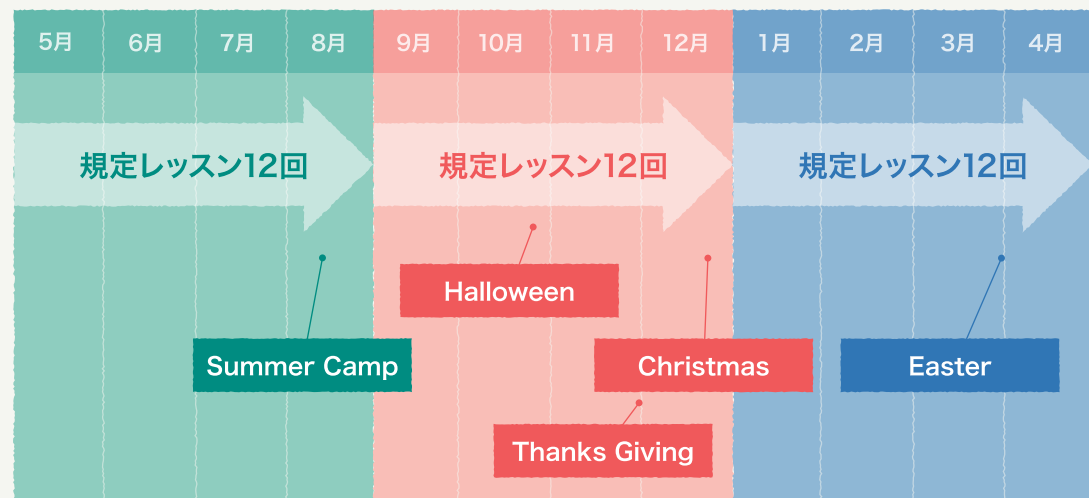 5月
6月
7月
8月
9月
10月
11月
12月
1月
2月
3月
4月
規定レッスン12回
規定レッスン12回
規定レッスン12回
Halloween
Summer Camp
Christmas
Easter
Thanks Giving